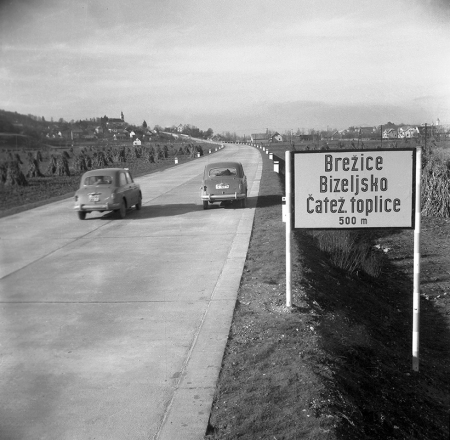 Brežice
Bizeljsko
Čatež. toplice
500 m